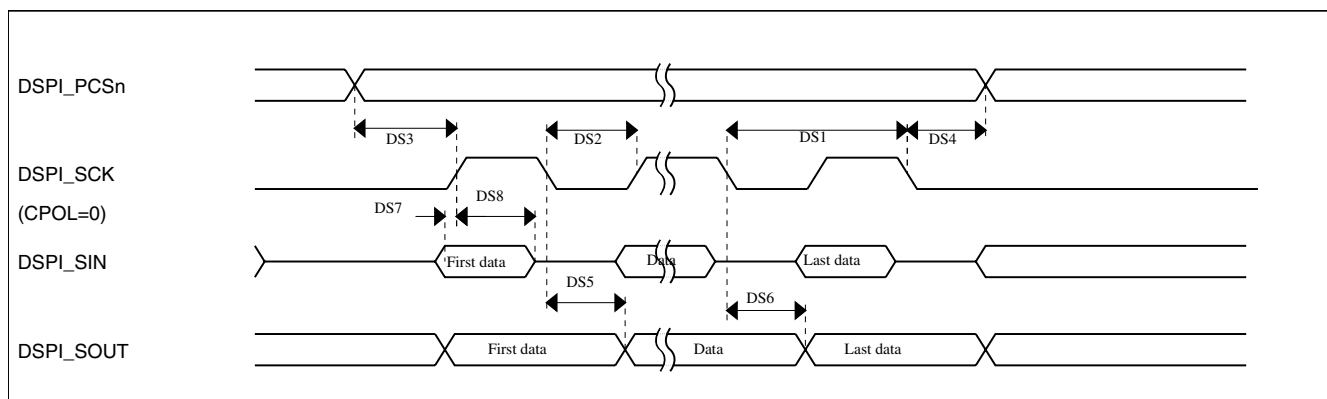 DSPI_PCSn
DS3
DS2
DS1
DS4
DSPI_SCK
(CPOL=0)
DS7
DS8
DSPI_SIN
First data
Data
Last data
DS5
DS6
DSPI_SOUT
First data
Data
Last data